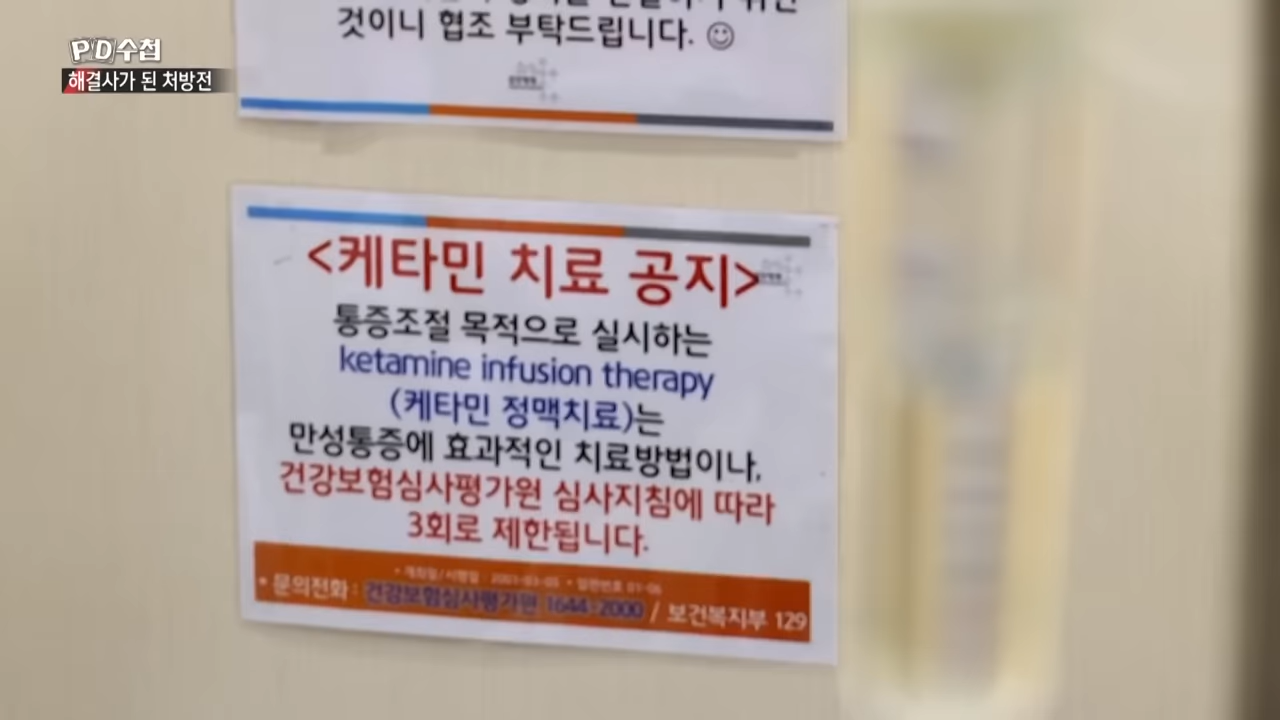 PD수첩
해결사가 된 처방전
것이니 협조 부탁드립니다.
<케타민 치료 공지>
통증조절 목적으로 실시하는
ketamine infusion therapy
(케타민 정맥치료)는
만성통증에 효과적인 치료방법이나,
건강보험심사평가원 심사지침에 따라
3회로 제한됩니다.
• 문의전화 : 건강보험심사평가원 1644-2000 / 보건복지부 129